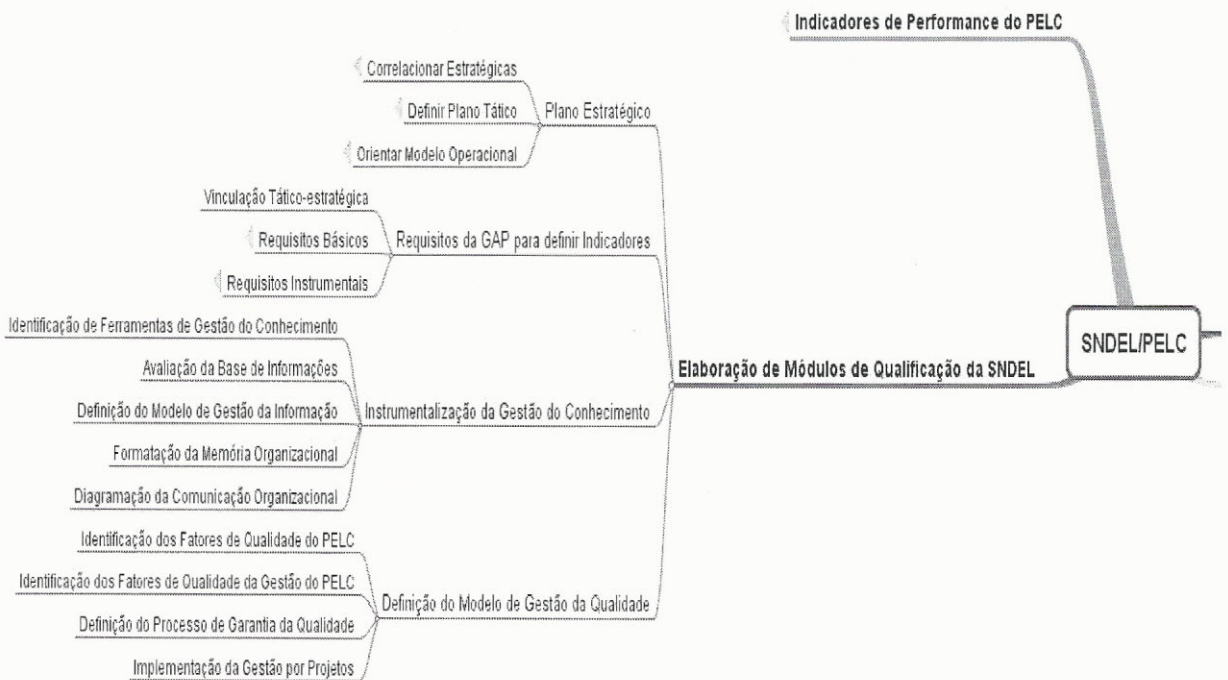 Indicadores de Performance do PELC
Correlacionar Estratégicas
Definir Plano Tático
Plano Estratégico
Orientar Modelo Operacional
Vinculação Tático-estratégica
Requisitos Básicos
Requisitos da GAP para definir Indicadores
Requisitos Instrumentais
Identificação de Ferramentas de Gestão do Conhecimento
Avaliação da Base de Informações
Definição do Modelo de Gestão da Informação
Instrumentalização da Gestão do Conhecimento
Formatação da Memória Organizacional
Diagramação da Comunicação Organizacional
Identificação dos Fatores de Qualidade do PELC
Identificação dos Fatores de Qualidade da Gestão do PELC
Definição do Modelo de Gestão da Qualidade
Definição do Processo de Garantia da Qualidade
Implementação da Gestão por Projetos
Elaboração de Módulos de Qualificação da SNDEL
SNDEL/PELC